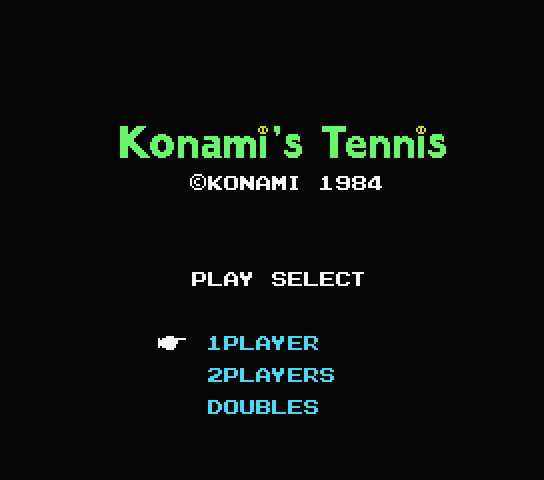 Konami's Tennis
©KONAMI 1984
PLAY SELECT
1PLAYER
2PLAYERS
DOUBLES